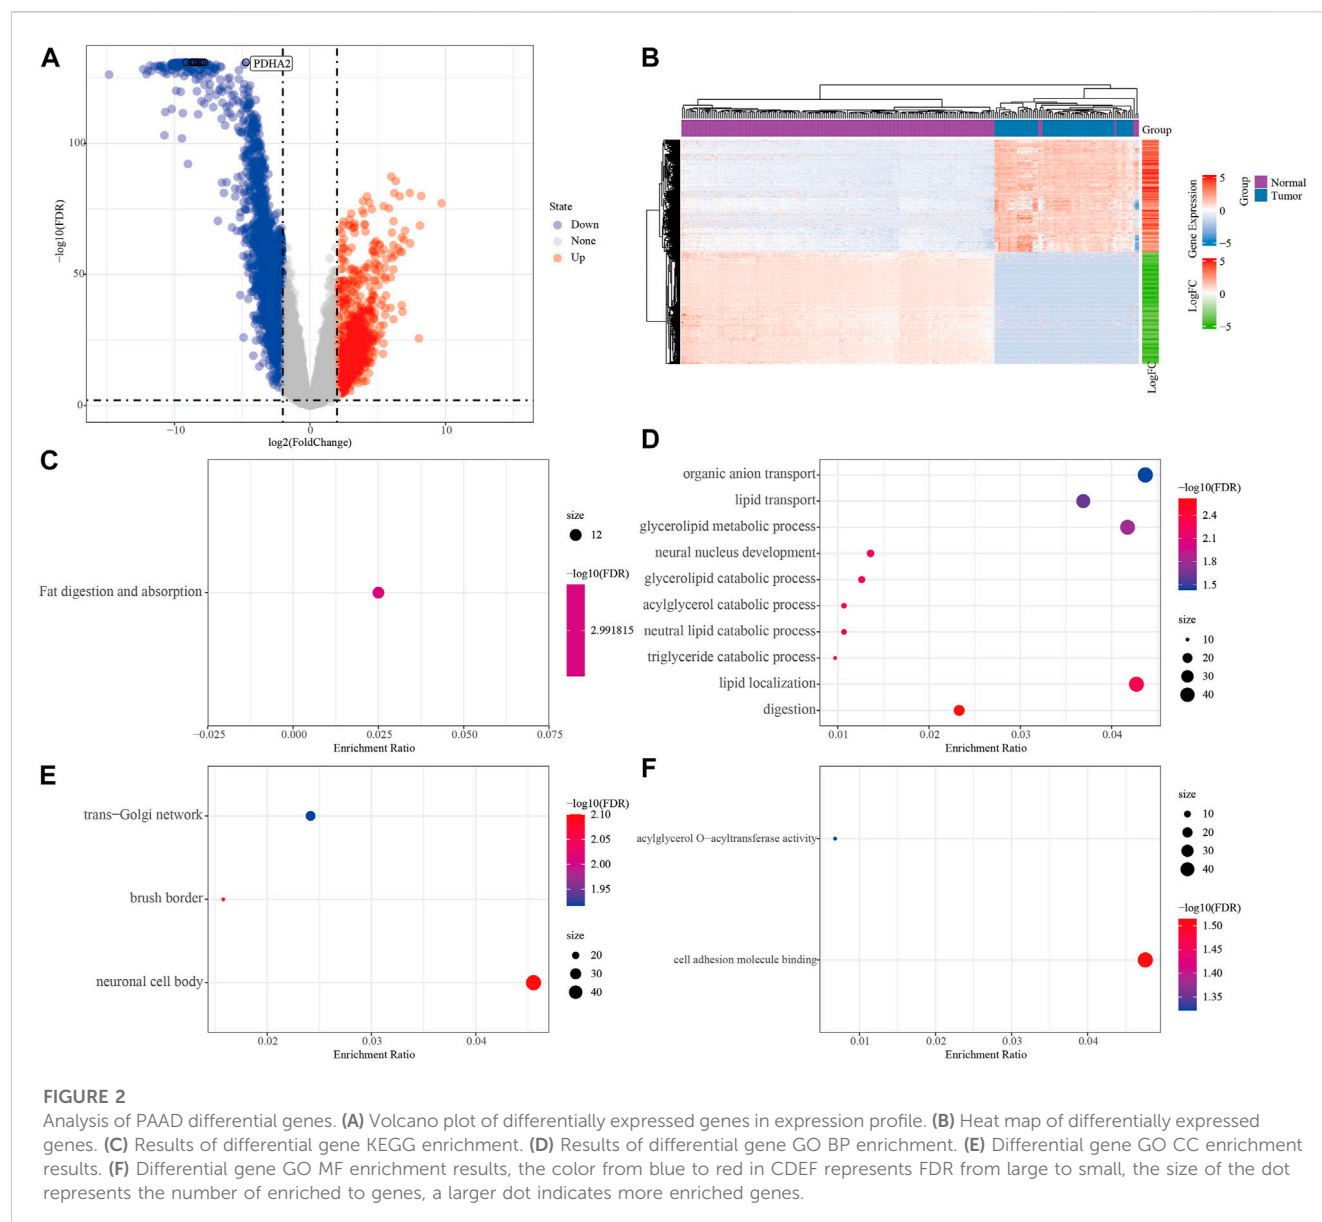 A
PDHA2
100
50
0
−log10(FDR)
−10
0
10
log2(FoldChange)
State
Down
None
Up
B
Group
LogFC
Gene Expression
5
0
−5
LogFC
5
0
−5
Group
Normal
Tumor
C
Fat digestion and absorption
−0.025
0.000
0.025
0.050
0.075
Enrichment Ratio
size
12
−log10(FDR)
2.991815
D
organic anion transport
lipid transport
glycerolipid metabolic process
neural nucleus development
glycerolipid catabolic process
acylglycerol catabolic process
neutral lipid catabolic process
triglyceride catabolic process
lipid localization
digestion
0.01
0.02
0.03
0.04
Enrichment Ratio
−log10(FDR)
2.4
2.1
1.8
1.5
size
10
20
30
40
E
trans−Golgi network
brush border
neuronal cell body
0.02
0.03
0.04
Enrichment Ratio
−log10(FDR)
2.10
2.05
2.00
1.95
size
20
30
40
F
acylglycerol O−acyltransferase activity
cell adhesion molecule binding
0.01
0.02
0.03
0.04
Enrichment Ratio
size
10
20
30
40
−log10(FDR)
1.50
1.45
1.40
1.35
FIGURE 2
Analysis of PAAD differential genes. (A) Volcano plot of differentially expressed genes in expression profile. (B) Heat map of differentially expressed
genes. (C) Results of differential gene KEGG enrichment. (D) Results of differential gene GO BP enrichment. (E) Differential gene GO CC enrichment
results. (F) Differential gene GO MF enrichment results, the color from blue to red in CDEF represents FDR from large to small, the size of the dot
represents the number of enriched to genes, a larger dot indicates more enriched genes.